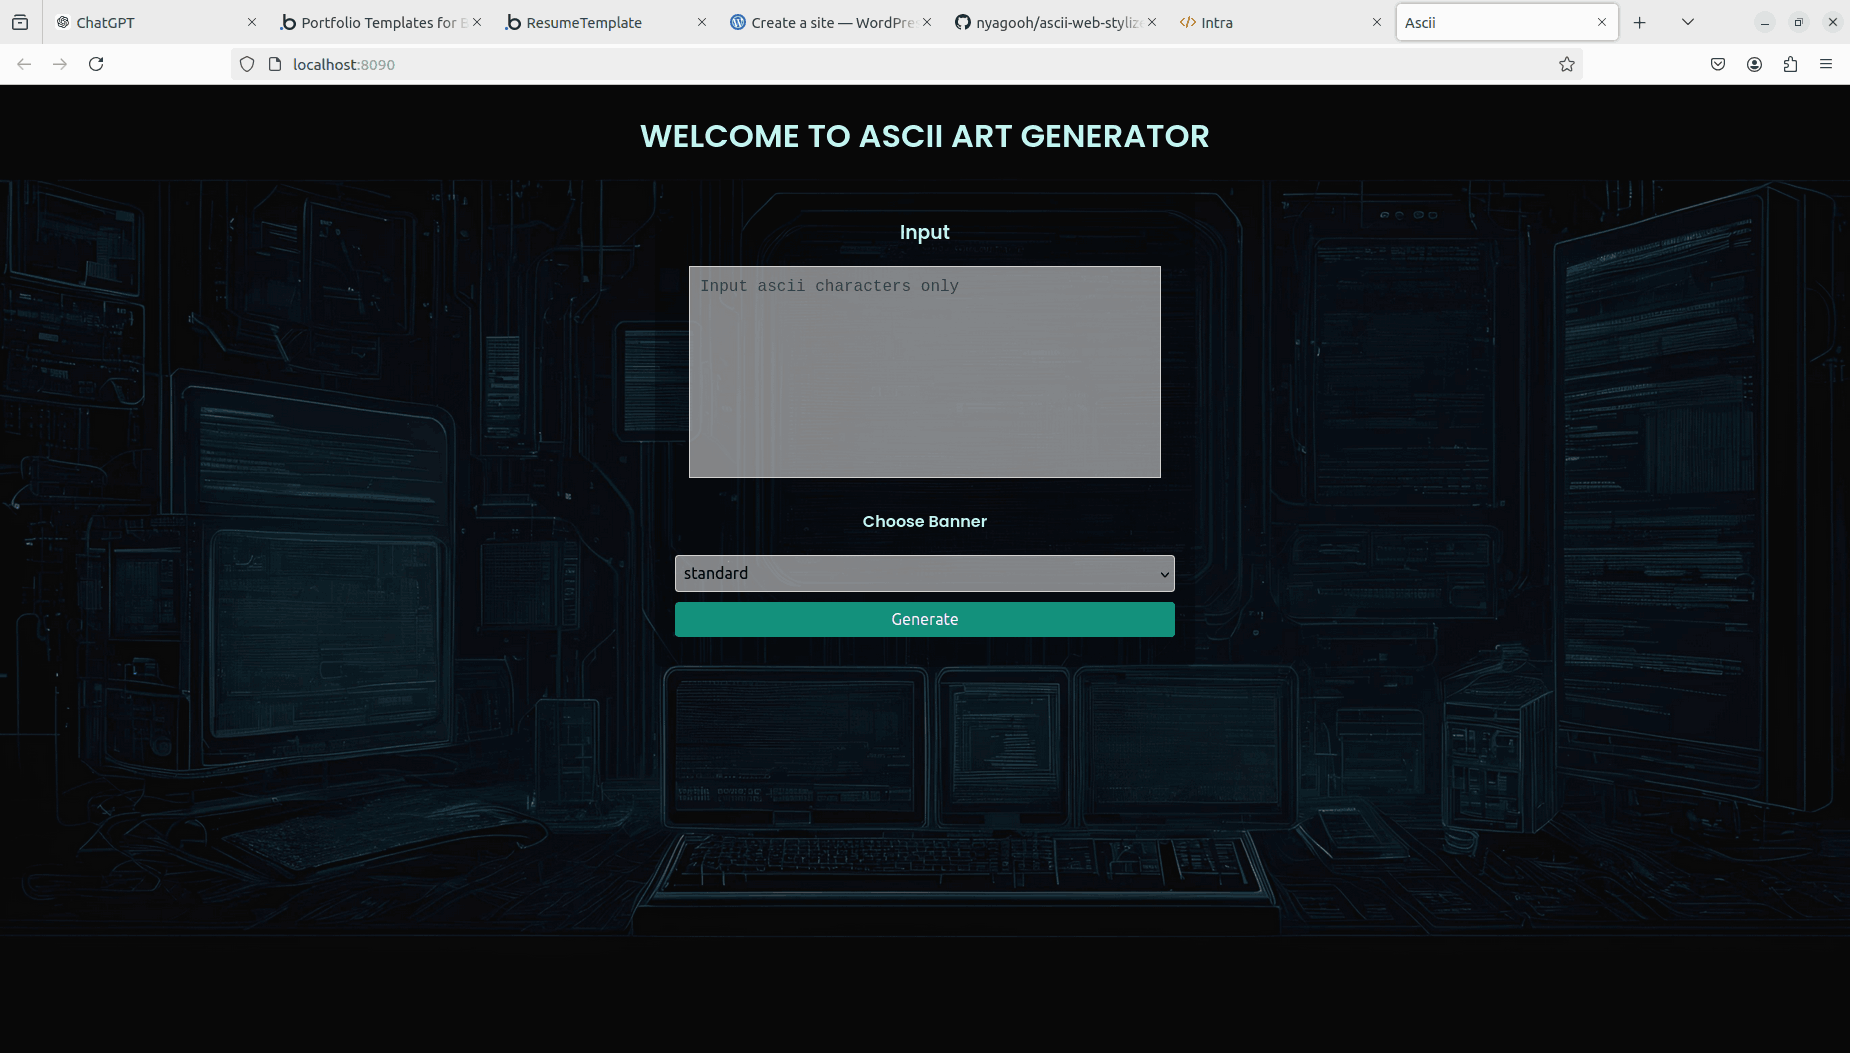 ChatGPT
Portfolio Templates for B
ResumeTemplate
Create a site — WordPre
nyagooh/ascii-web-stylize
Intra
Ascii
localhost:8090
WELCOME TO ASCII ART GENERATOR
Input
Input ascii characters only
Choose Banner
standard
Generate